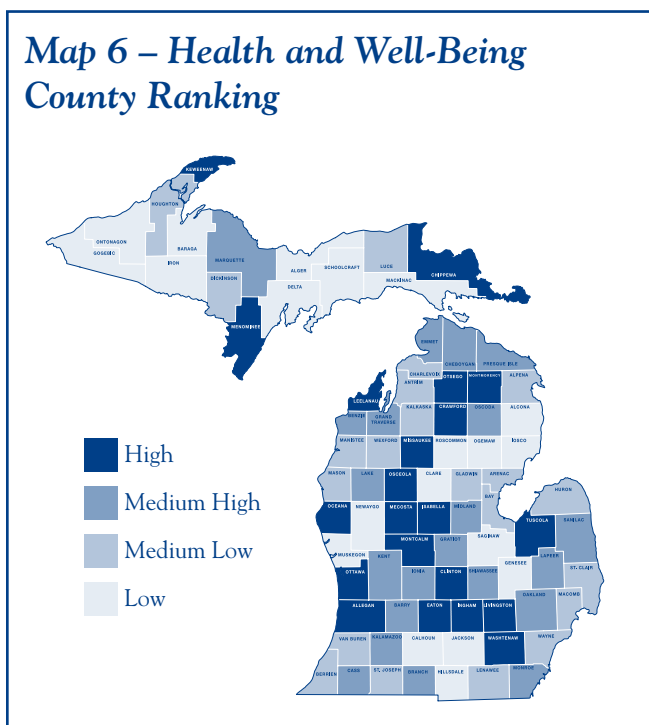 Map 6 – Health and Well-Being
County Ranking
KEWEENAW
HOUGHTON
ONTONAGON
GOGEBIC
BARAGA
IRON
MARQUETTE
DICKINSON
MENOMINEE
ALGER
DELTA
SCHOOLCRAFT
LUCE
MACKINAC
CHIPPEWA
EMMET
CHEBOYGAN
PRESQUE ISLE
CHARLEVOIX
ANTRIM
OTSEGO
MONTMORENCY
ALPENA
LEELANAU
BENZIE
GRAND
TRAVERSE
KALKASKA
CRAWFORD
OSCODA
ALCONA
MANISTEE
WEXFORD
MISSAUKEE
ROSCOMMON
OGEMAW
IOSCO
MASON
LAKE
OSCEOLA
CLARE
GLADWIN
ARENAC
HURON
OCEANA
NEWAYGO
MECOSTA
ISABELLA
MIDLAND
BAY
TUSCOLA
SANILAC
MUSKEGON
MONTCALM
GRATIOT
SAGINAW
KENT
OTTAWA
IONIA
CLINTON
SHIAWASSEE
GENESEE
LAPEER
ST. CLAIR
ALLEGAN
BARRY
EATON
INGHAM
LIVINGSTON
OAKLAND
MACOMB
VAN BUREN
KALAMAZOO
CALHOUN
JACKSON
WASHTENAW
WAYNE
BERRIEN
CASS
ST. JOSEPH
BRANCH
HILLSDALE
LENAWEE
MONROE
High
Medium High
Medium Low
Low